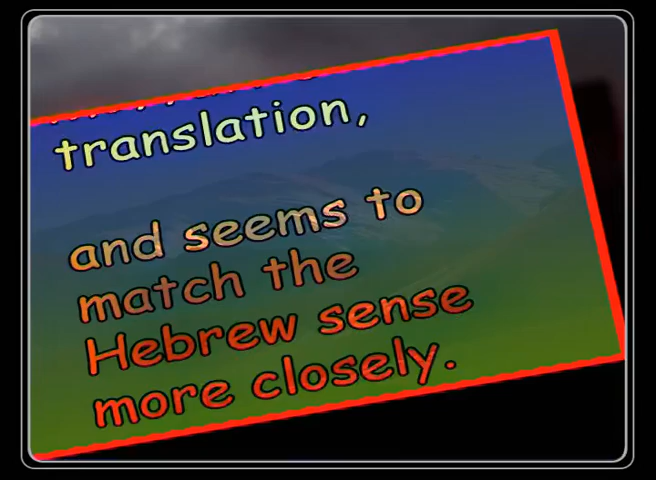 translation,
and seems to
match the
Hebrew sense
more closely.